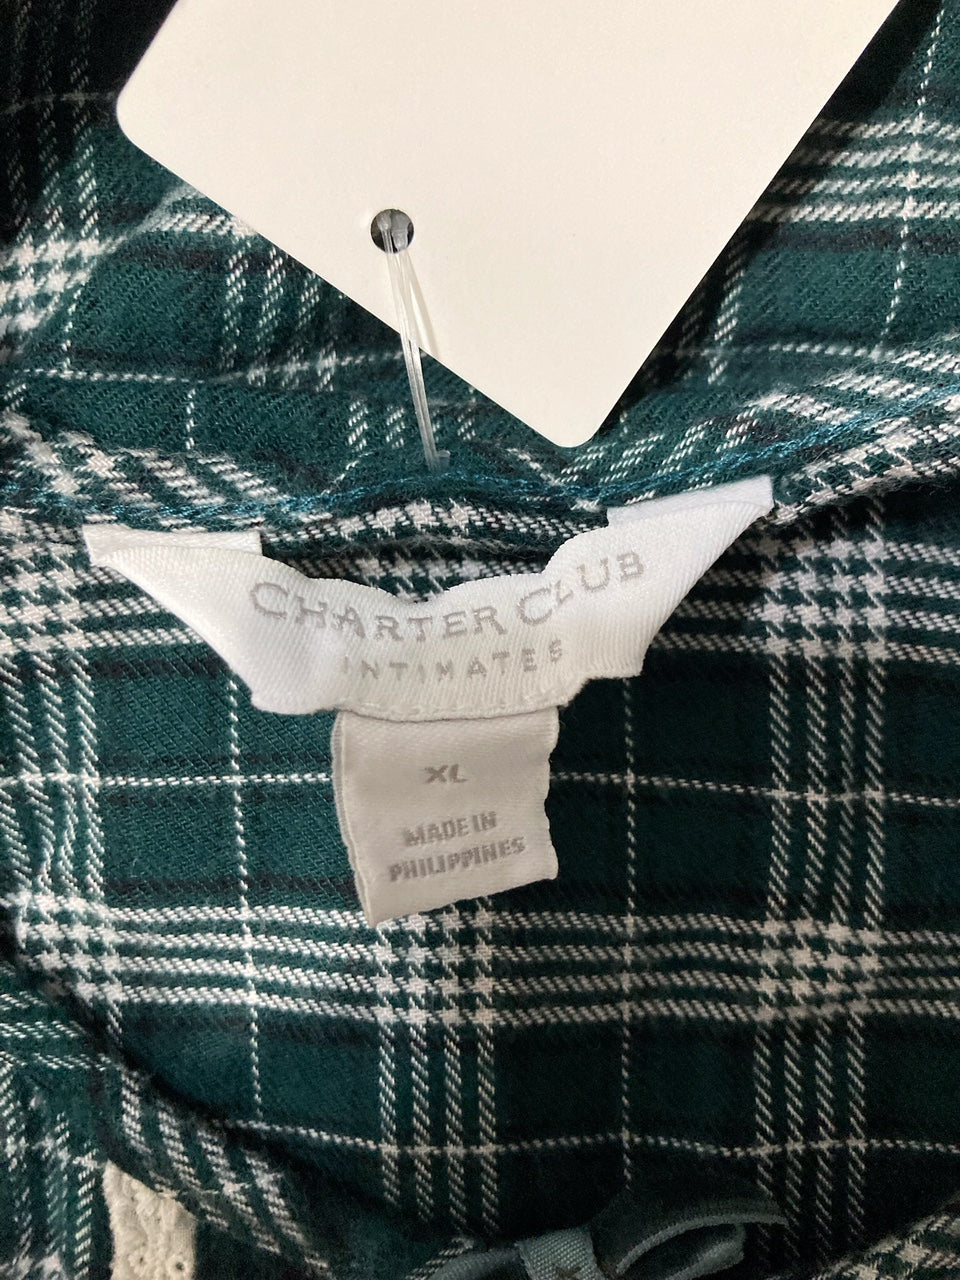 CHARTER CLUB
INTIMATES
XL
MADE IN
PHILIPPINES